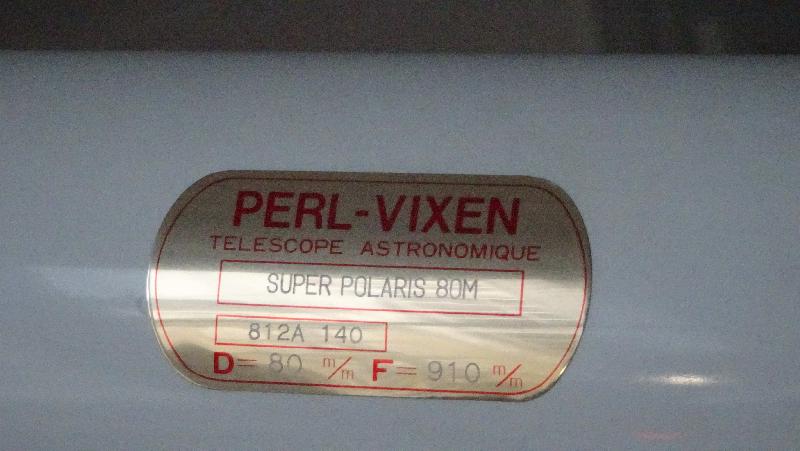 PERL-VIXEN
TELESCOPE ASTRONOMIQUE
SUPER POLARIS 80M
812A 140
D= 80 m/m F= 910 m/m